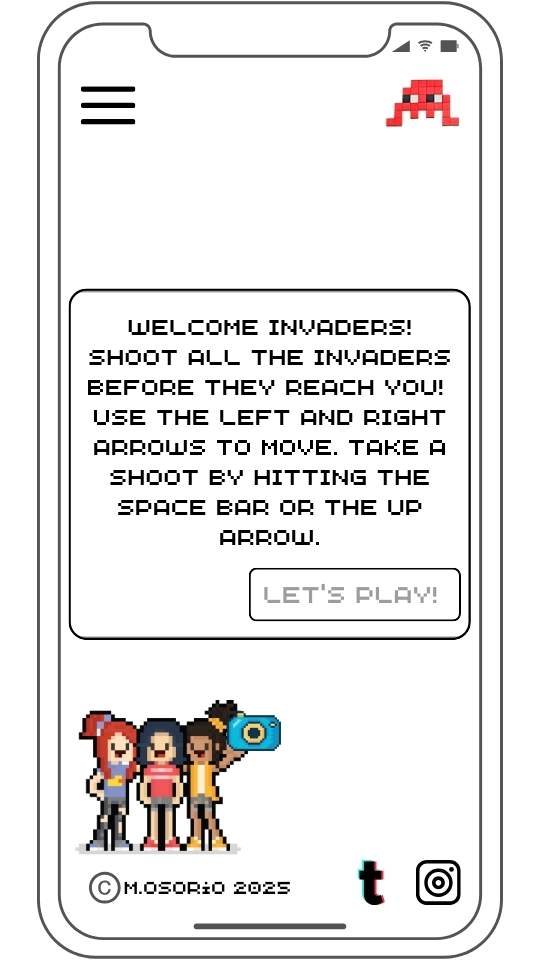 WELCOME INVADERS!
SHOOT ALL THE INVADERS
BEFORE THEY REACH YOU!
USE THE LEFT AND RIGHT
ARROWS TO MOVE. TAKE A
SHOOT BY HITTING THE
SPACE BAR OR THE UP
ARROW.
LET'S PLAY!
© M.OSORiO 2025
t